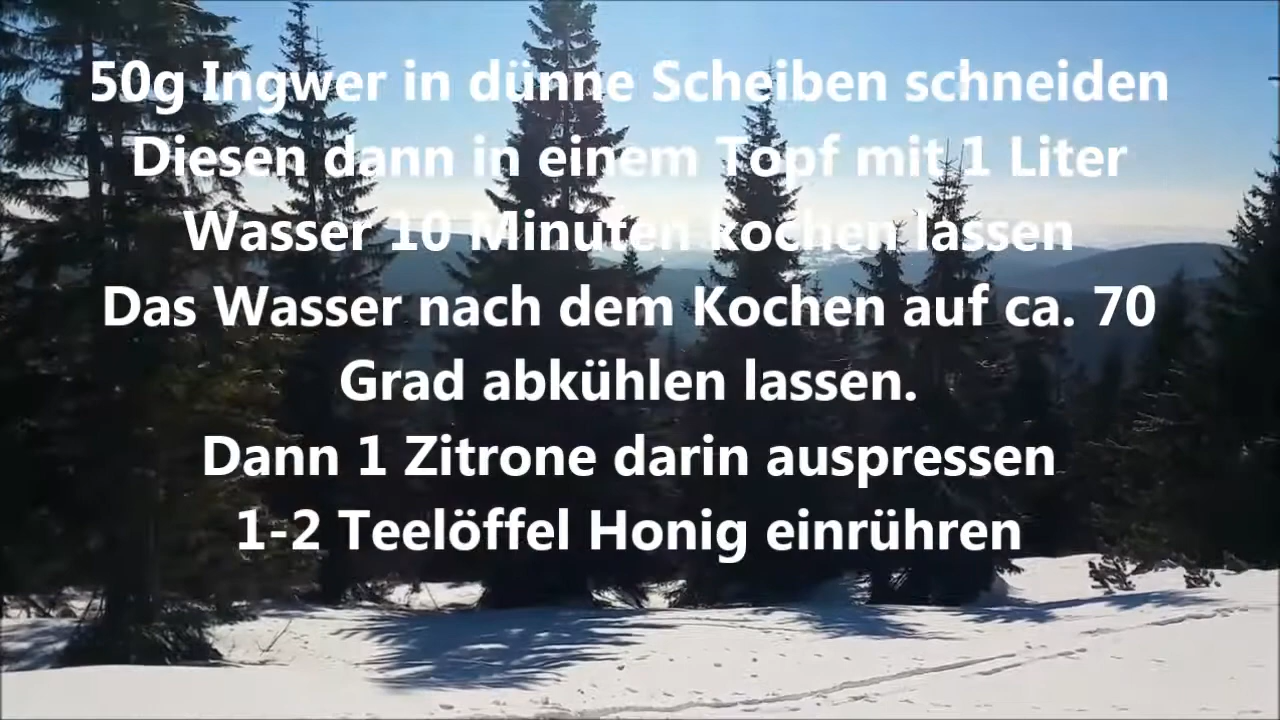 50g Ingwer in dünne Scheiben schneiden
Diesen dann in einem Topf mit 1 Liter
Wasser 10 Minuten kochen lassen
Das Wasser nach dem Kochen auf ca. 70
Grad abkühlen lassen.
Dann 1 Zitrone darin auspressen
1-2 Teelöffel Honig einrühren